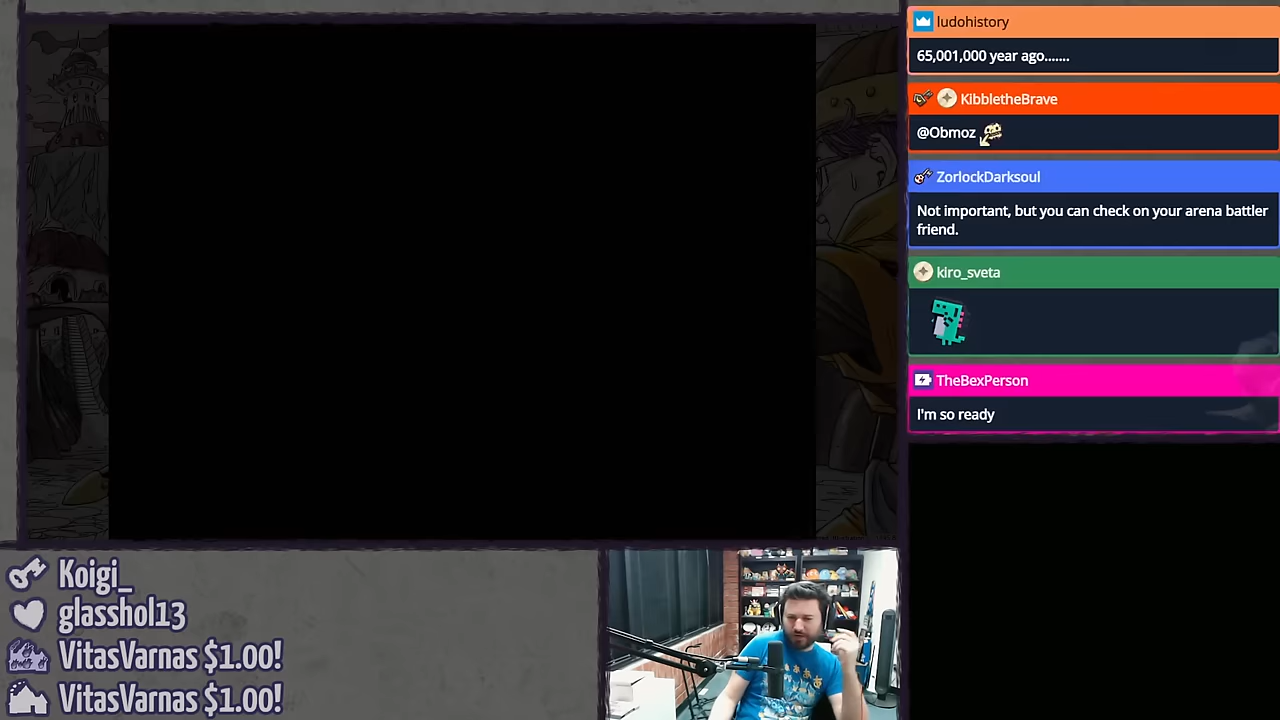 ludohistory
65,001,000 year ago.......
KibbletheBrave
@Obmoz
ZorlockDarksoul
Not important, but you can check on your arena battler
friend.
kiro_sveta
TheBexPerson
I'm so ready
Koigi_
glasshol13
VitasVarnas $1.00!
VitasVarnas $1.00!